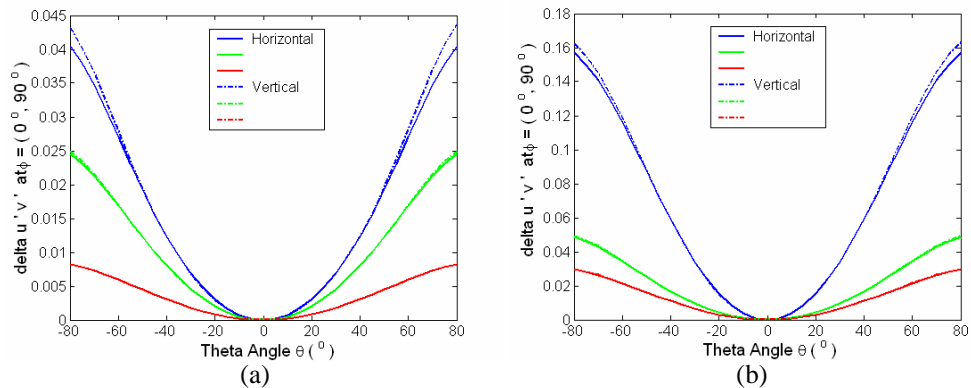 0.045
0.04
0.035
0.03
0.025
0.02
0.015
0.01
0.005
0
-80 -60 -40 -20 0 20 40 60 80
delta u ' v ' at ϕ = ( 0⁰, 90⁰ )
Theta Angle θ ( ⁰)
Horizontal
Vertical
(a)
0.18
0.16
0.14
0.12
0.1
0.08
0.06
0.04
0.02
0
-80 -60 -40 -20 0 20 40 60 80
delta u ' v ' at ϕ = ( 0⁰, 90⁰ )
Theta Angle θ ( ⁰)
Horizontal
Vertical
(b)